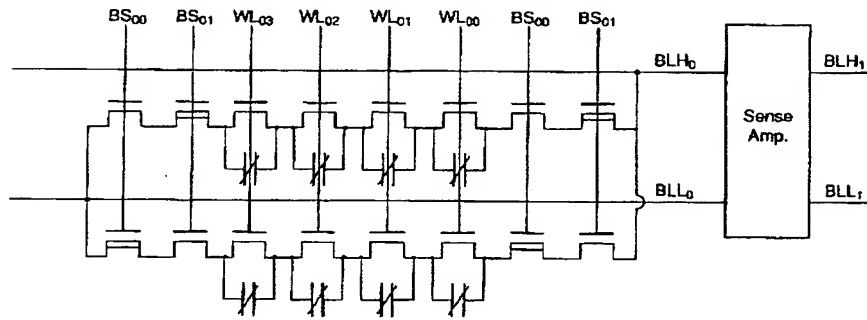 BS₀₀ BS₀₁ WL₀₃ WL₀₂ WL₀₁ WL₀₀ BS₀₀ BS₀₁
BLH₀ BLH₁
Sense
Amp.
BLL₀ BLL₁